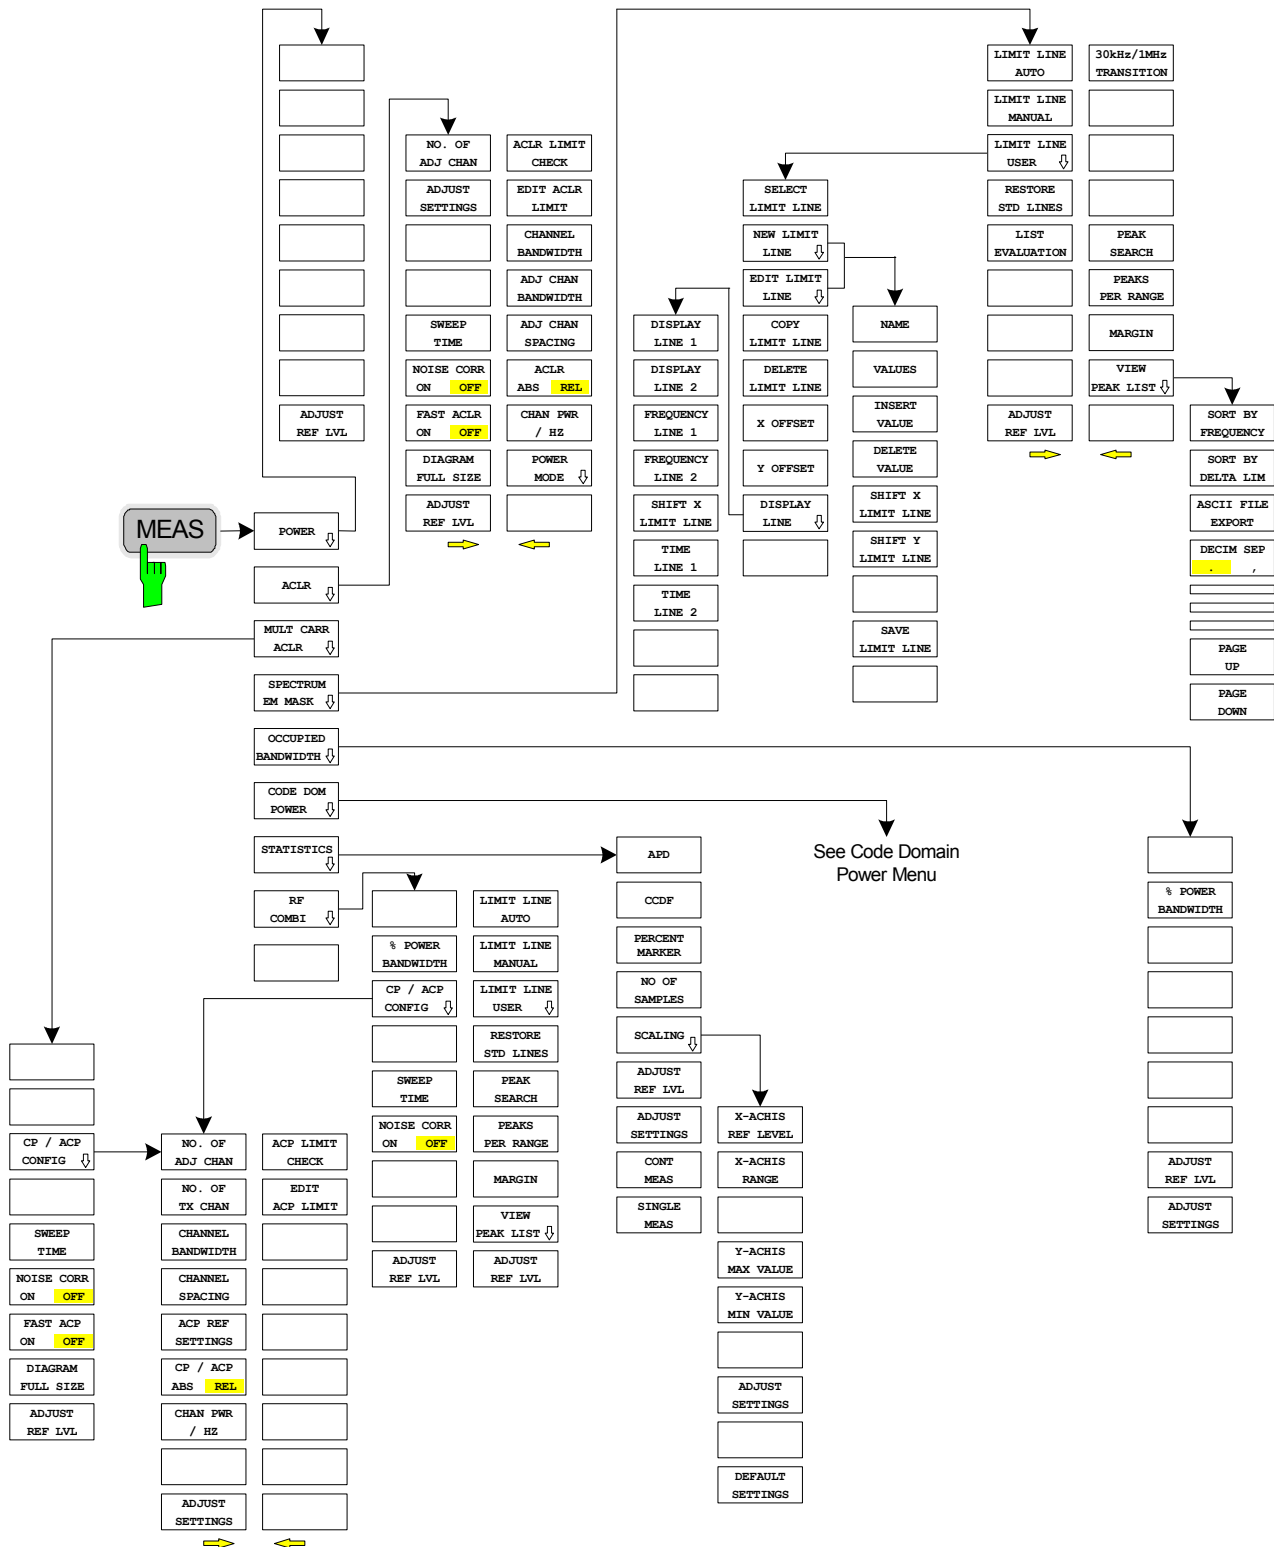 MEAS
POWER
ACLR
MULT CARR
ACLR
SPECTRUM
EM MASK
OCCUPIED
BANDWIDTH
CODE DOM
POWER
STATISTICS
RF
COMBI
ADJUST
REF LVL
NO. OF
ADJ CHAN
ADJUST
SETTINGS
SWEEP
TIME
NOISE CORR
ON OFF
FAST ACLR
ON OFF
DIAGRAM
FULL SIZE
ADJUST
REF LVL
ACLR LIMIT
CHECK
EDIT ACLR
LIMIT
CHANNEL
BANDWIDTH
ADJ CHAN
BANDWIDTH
ADJ CHAN
SPACING
ACLR
ABS REL
CHAN PWR
/ HZ
POWER
MODE
DISPLAY
LINE 1
DISPLAY
LINE 2
FREQUENCY
LINE 1
FREQUENCY
LINE 2
SHIFT X
LIMIT LINE
TIME
LINE 1
TIME
LINE 2
SELECT
LIMIT LINE
NEW LIMIT
LINE
EDIT LIMIT
LINE
COPY
LIMIT LINE
DELETE
LIMIT LINE
X OFFSET
Y OFFSET
DISPLAY
LINE
NAME
VALUES
INSERT
VALUE
DELETE
VALUE
SHIFT X
LIMIT LINE
SHIFT Y
LIMIT LINE
SAVE
LIMIT LINE
LIMIT LINE
AUTO
LIMIT LINE
MANUAL
LIMIT LINE
USER
RESTORE
STD LINES
LIST
EVALUATION
ADJUST
REF LVL
30kHz/1MHz
TRANSITION
PEAK
SEARCH
PEAKS
PER RANGE
MARGIN
VIEW
PEAK LIST
SORT BY
FREQUENCY
SORT BY
DELTA LIM
ASCII FILE
EXPORT
DECIM SEP
. ,
PAGE
UP
PAGE
DOWN
See Code Domain
Power Menu
% POWER
BANDWIDTH
ADJUST
REF LVL
ADJUST
SETTINGS
APD
CCDF
PERCENT
MARKER
NO OF
SAMPLES
SCALING
ADJUST
REF LVL
ADJUST
SETTINGS
CONT
MEAS
SINGLE
MEAS
X-ACHIS
REF LEVEL
X-ACHIS
RANGE
Y-ACHIS
MAX VALUE
Y-ACHIS
MIN VALUE
ADJUST
SETTINGS
DEFAULT
SETTINGS
% POWER
BANDWIDTH
CP / ACP
CONFIG
SWEEP
TIME
NOISE CORR
ON OFF
ADJUST
REF LVL
LIMIT LINE
AUTO
LIMIT LINE
MANUAL
LIMIT LINE
USER
RESTORE
STD LINES
PEAK
SEARCH
PEAKS
PER RANGE
MARGIN
VIEW
PEAK LIST
ADJUST
REF LVL
CP / ACP
CONFIG
SWEEP
TIME
NOISE CORR
ON OFF
FAST ACP
ON OFF
DIAGRAM
FULL SIZE
ADJUST
REF LVL
NO. OF
ADJ CHAN
NO. OF
TX CHAN
CHANNEL
BANDWIDTH
CHANNEL
SPACING
ACP REF
SETTINGS
CP / ACP
ABS REL
CHAN PWR
/ HZ
ADJUST
SETTINGS
ACP LIMIT
CHECK
EDIT
ACP LIMIT